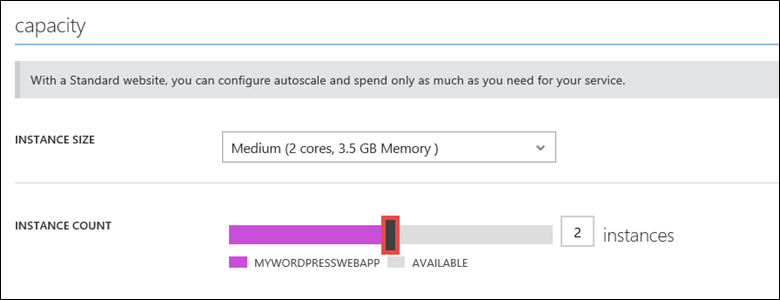 capacity
With a Standard website, you can configure autoscale and spend only as much as you need for your service.
INSTANCE SIZE
Medium (2 cores, 3.5 GB Memory )
INSTANCE COUNT
2 instances
MYWORDPRESSWEBAPP AVAILABLE